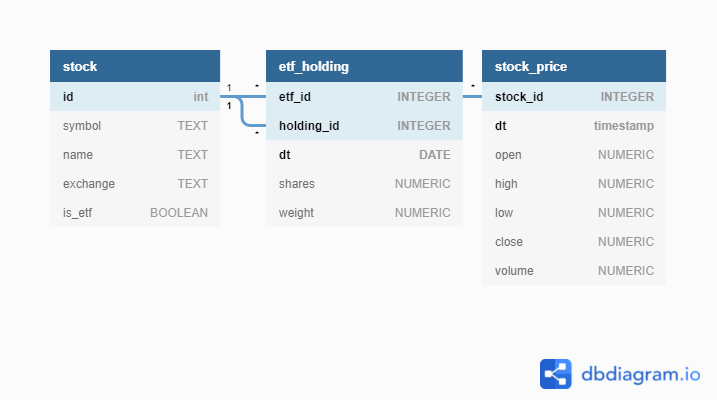 stock
id int
symbol TEXT
name TEXT
exchange TEXT
is_etf BOOLEAN
1 *
1 *
etf_holding
etf_id INTEGER
holding_id INTEGER
dt DATE
shares NUMERIC
weight NUMERIC
*
stock_price
stock_id INTEGER
dt timestamp
open NUMERIC
high NUMERIC
low NUMERIC
close NUMERIC
volume NUMERIC
dbdiagram.io